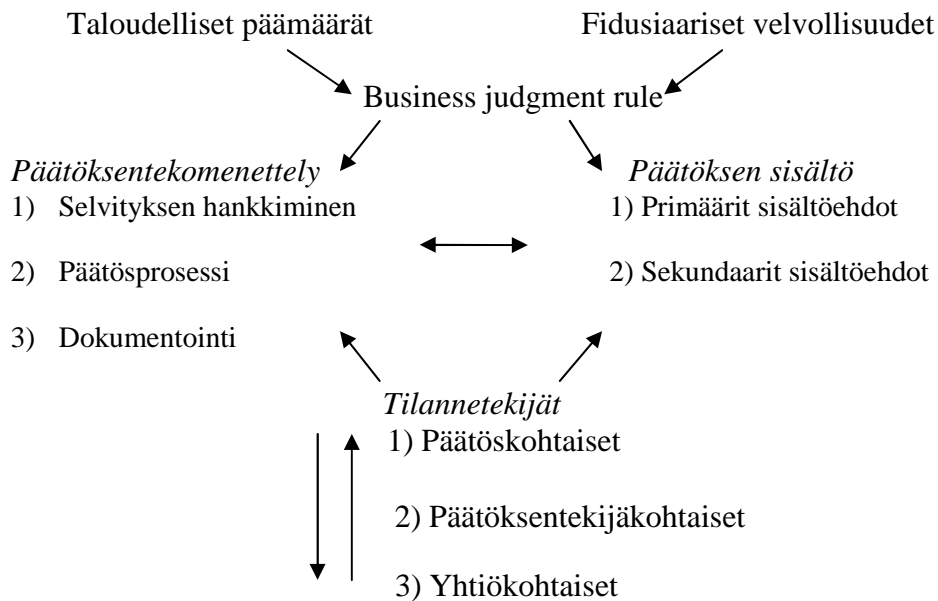 Taloudelliset päämäärät
Fidusiaariset velvollisuudet
Business judgment rule
Päätöksentekomenettely
1) Selvityksen hankkiminen
2) Päätösprosessi
3) Dokumentointi
Päätöksen sisältö
1) Primäärit sisältöehdot
2) Sekundaarit sisältöehdot
Tilannetekijät
1) Päätöskohtaiset
2) Päätöksentekijäkohtaiset
3) Yhtiökohtaiset